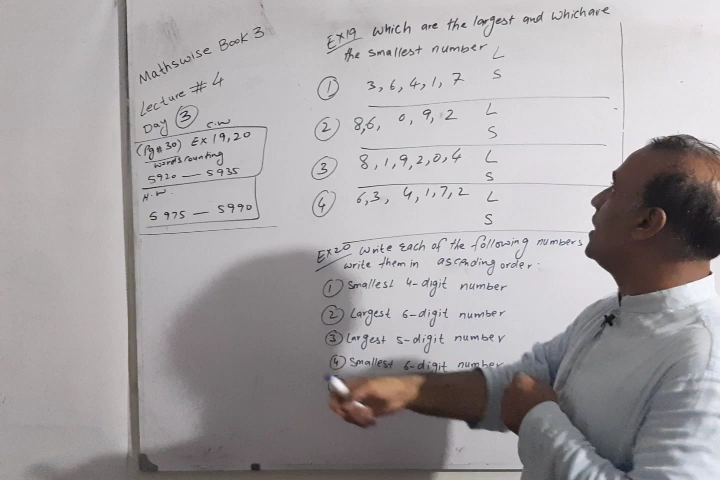 Mathswise Book 3
Lecture # 4
Day 3
C.W
(Pg # 30) Ex 19, 20
Words counting
5920 — 5935
H.W
5975 — 5990
Ex 19 which are the largest and which are
the smallest number L
S
① 3, 6, 4, 1, 7
② 8,6, 0, 9, 2 L
S
③ 8, 1, 9, 2, 0, 4 L
S
④ 6,3, 4, 1, 7, 2 L
S
Ex 20 write each of the following numbers
write them in ascending order.
① Smallest 4-digit number
② Largest 6-digit number
③ Largest 5-digit number
④ Smallest 6-digit number